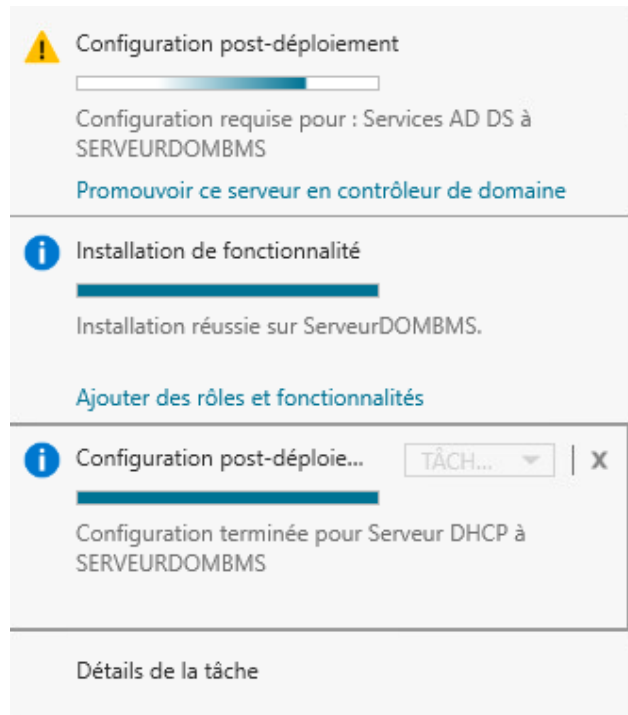 Configuration post-déploiement
Configuration requise pour : Services AD DS à
SERVEURDOMBMS
Promouvoir ce serveur en contrôleur de domaine
Installation de fonctionnalité
Installation réussie sur ServeurDOMBMS.
Ajouter des rôles et fonctionnalités
Configuration post-déploie... TÂCH... X
Configuration terminée pour Serveur DHCP à
SERVEURDOMBMS
Détails de la tâche